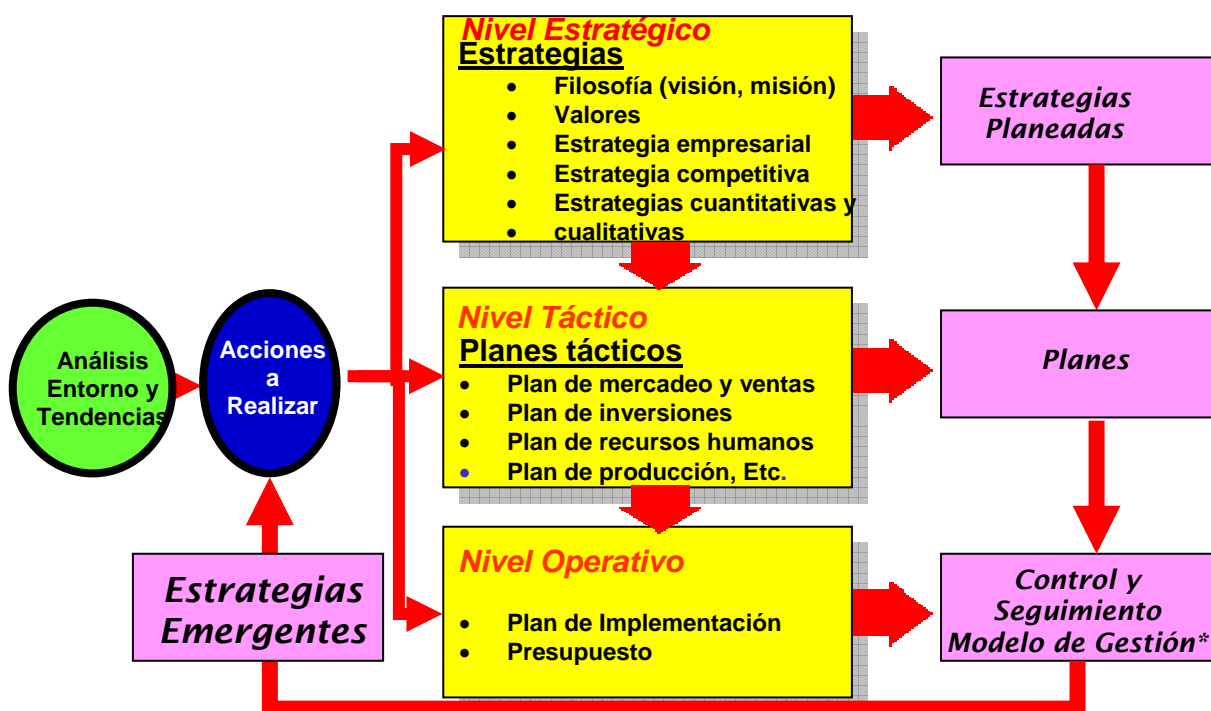 Nivel Estratégico
Estrategias
• Filosofía (visión, misión)
• Valores
• Estrategia empresarial
• Estrategia competitiva
• Estrategias cuantitativas y
• cualitativas
Estrategias
Planeadas
Análisis
Entorno y
Tendencias
Acciones
a
Realizar
Nivel Táctico
Planes tácticos
• Plan de mercadeo y ventas
• Plan de inversiones
• Plan de recursos humanos
• Plan de producción, Etc.
Planes
Estrategias
Emergentes
Nivel Operativo
• Plan de Implementación
• Presupuesto
Control y
Seguimiento
Modelo de Gestión*